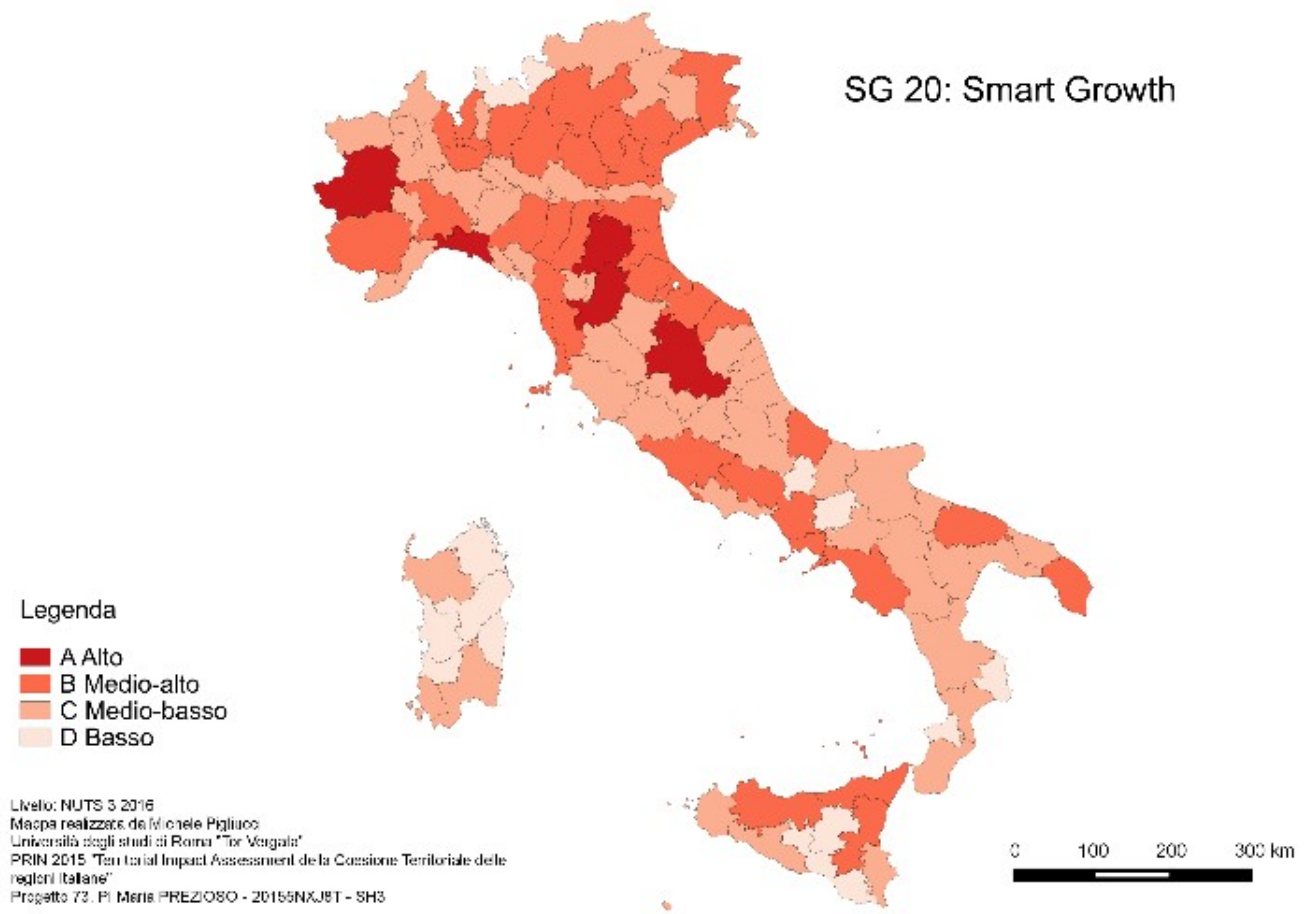 SG 20: Smart Growth
Legenda
A Alto
B Medio-alto
C Medio-basso
D Basso
Livello: NUTS 3 2016
Mappa realizzata da Michele Pigliucci
Università degli studi di Roma "Tor Vergata"
PRIN 2015 "Territorial Impact Assessment della Coesione Territoriale delle
regioni italiane"
Progetto 73. PI Maria PREZIOSO - - SH3
0 100 200 300 km